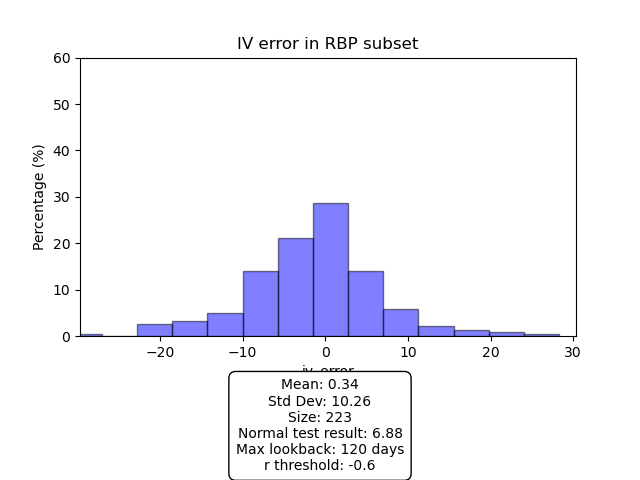 IV error in RBP subset
60
50
40
30
20
10
0
Percentage (%)
−20
−10
0
10
20
30
iv_error
Mean: 0.34
Std Dev: 10.26
Size: 223
Normal test result: 6.88
Max lookback: 120 days
r threshold: -0.6